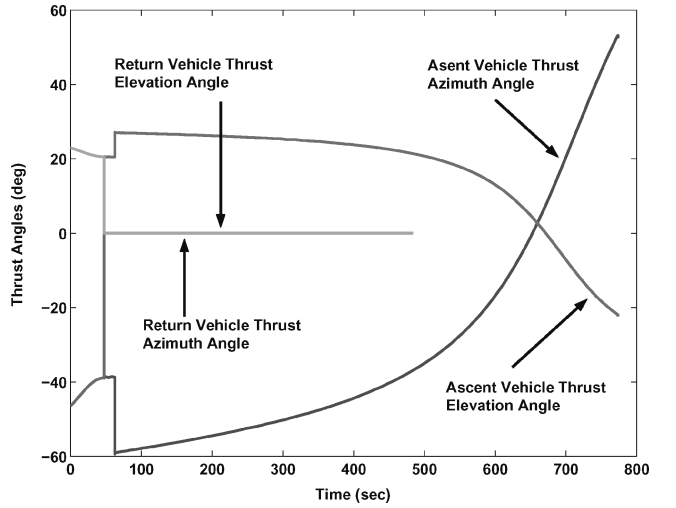 60
40
20
0
−20
−40
−60
0
100
200
300
400
500
600
700
800
Thrust Angles (deg)
Time (sec)
Return Vehicle Thrust
Elevation Angle
Asent Vehicle Thrust
Azimuth Angle
Return Vehicle Thrust
Azimuth Angle
Ascent Vehicle Thrust
Elevation Angle